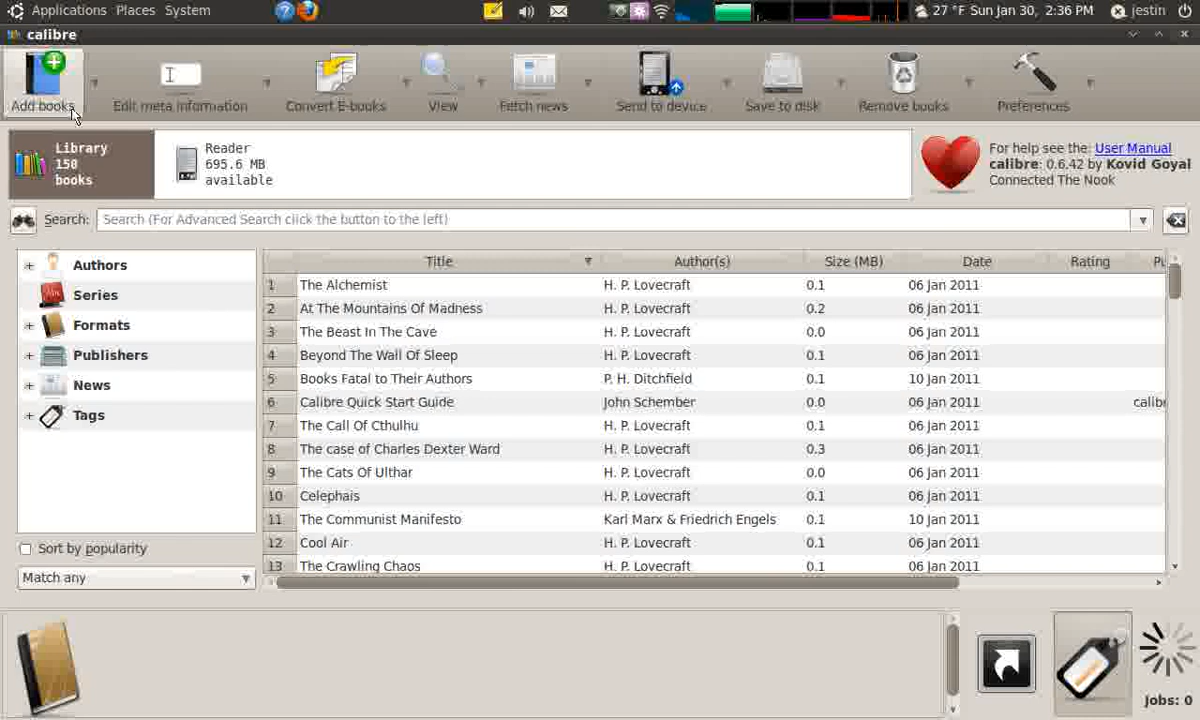 Applications Places System 27 °F Sun Jan 30, 2:36 PM jestin
calibre
Add books Edit meta information Convert E-books View Fetch news Send to device Save to disk Remove books Preferences
Library
150
books
Reader
695.6 MB
available
For help see the: User Manual
calibre: 0.6.42 by Kovid Goyal
Connected The Nook
Search: Search (For Advanced Search click the button to the left)
Authors
Series
Formats
Publishers
News
Tags
Sort by popularity
Match any
Title Author(s) Size (MB) Date Rating Pu
1 The Alchemist H. P. Lovecraft 0.1 06 Jan 2011
2 At The Mountains Of Madness H. P. Lovecraft 0.2 06 Jan 2011
3 The Beast In The Cave H. P. Lovecraft 0.0 06 Jan 2011
4 Beyond The Wall Of Sleep H. P. Lovecraft 0.1 06 Jan 2011
5 Books Fatal to Their Authors P. H. Ditchfield 0.1 10 Jan 2011
6 Calibre Quick Start Guide John Schember 0.0 06 Jan 2011 calibr
7 The Call Of Cthulhu H. P. Lovecraft 0.1 06 Jan 2011
8 The case of Charles Dexter Ward H. P. Lovecraft 0.3 06 Jan 2011
9 The Cats Of Ulthar H. P. Lovecraft 0.0 06 Jan 2011
10 Celephais H. P. Lovecraft 0.1 06 Jan 2011
11 The Communist Manifesto Karl Marx & Friedrich Engels 0.1 10 Jan 2011
12 Cool Air H. P. Lovecraft 0.1 06 Jan 2011
13 The Crawling Chaos H. P. Lovecraft 0.1 06 Jan 2011
Jobs: 0